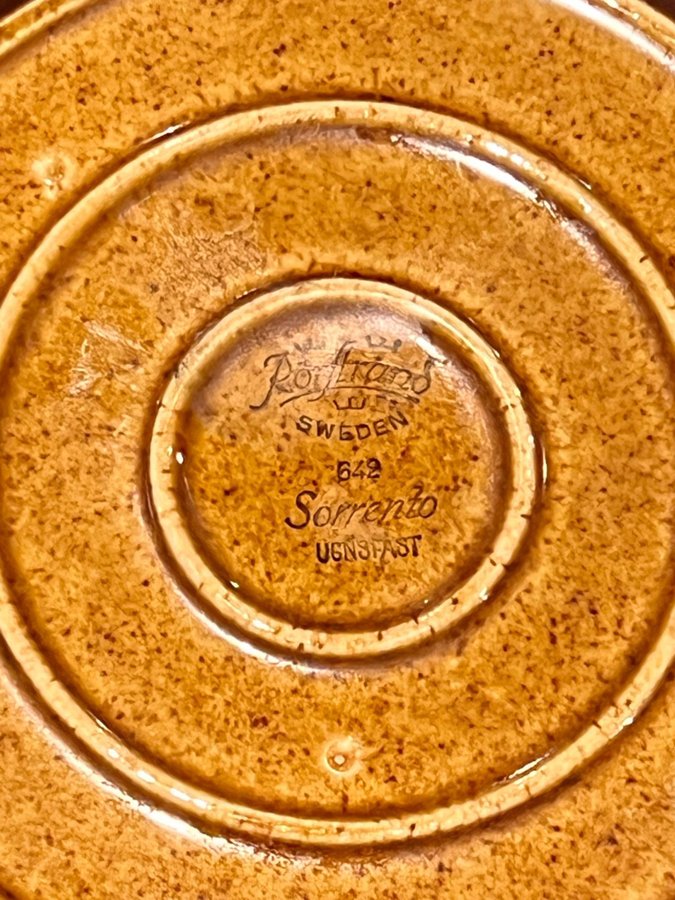 Rörstrand
SWEDEN
642
Sorrento
UGNSFAST